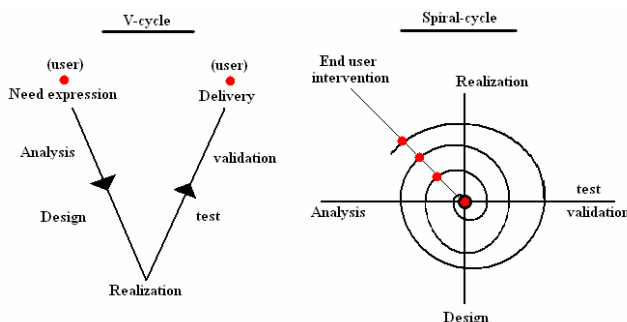 V-cycle
(user)
Need expression
(user)
Delivery
Analysis
validation
Design
test
Realization
Spiral-cycle
End user
intervention
Realization
Analysis
test
validation
Design